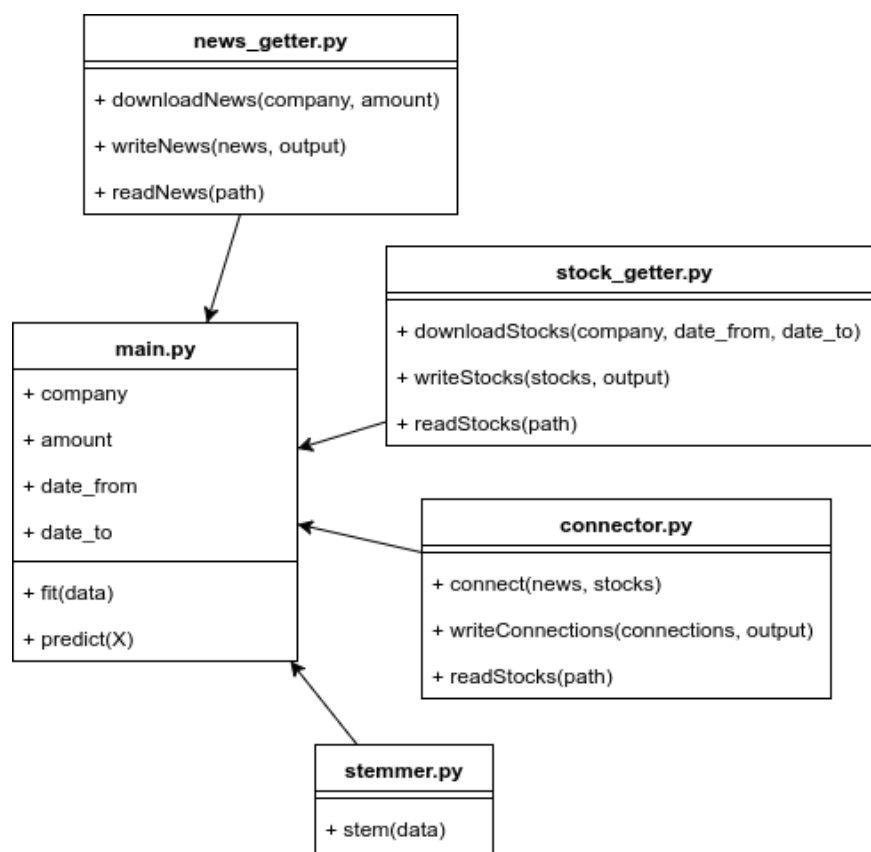 news_getter.py
+ downloadNews(company, amount)
+ writeNews(news, output)
+ readNews(path)
stock_getter.py
+ downloadStocks(company, date_from, date_to)
+ writeStocks(stocks, output)
+ readStocks(path)
main.py
+ company
+ amount
+ date_from
+ date_to
+ fit(data)
+ predict(X)
connector.py
+ connect(news, stocks)
+ writeConnections(connections, output)
+ readStocks(path)
stemmer.py
+ stem(data)